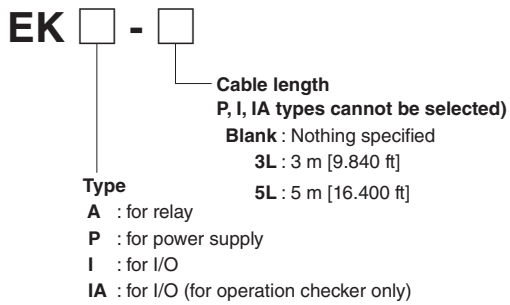 EK □ - □
Cable length
P, I, IA types cannot be selected)
Blank : Nothing specified
3L : 3 m [9.840 ft]
5L : 5 m [16.400 ft]
Type
A : for relay
P : for power supply
I : for I/O
IA : for I/O (for operation checker only)